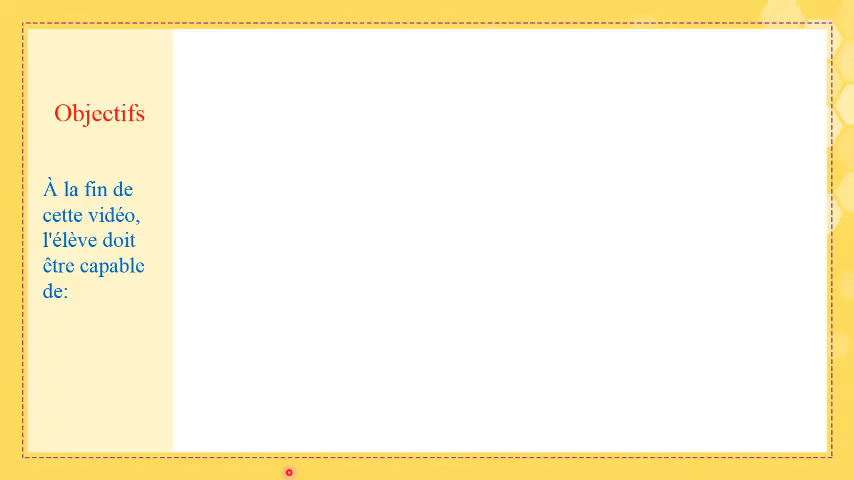 Objectifs
À la fin de
cette vidéo,
l'élève doit
être capable
de: